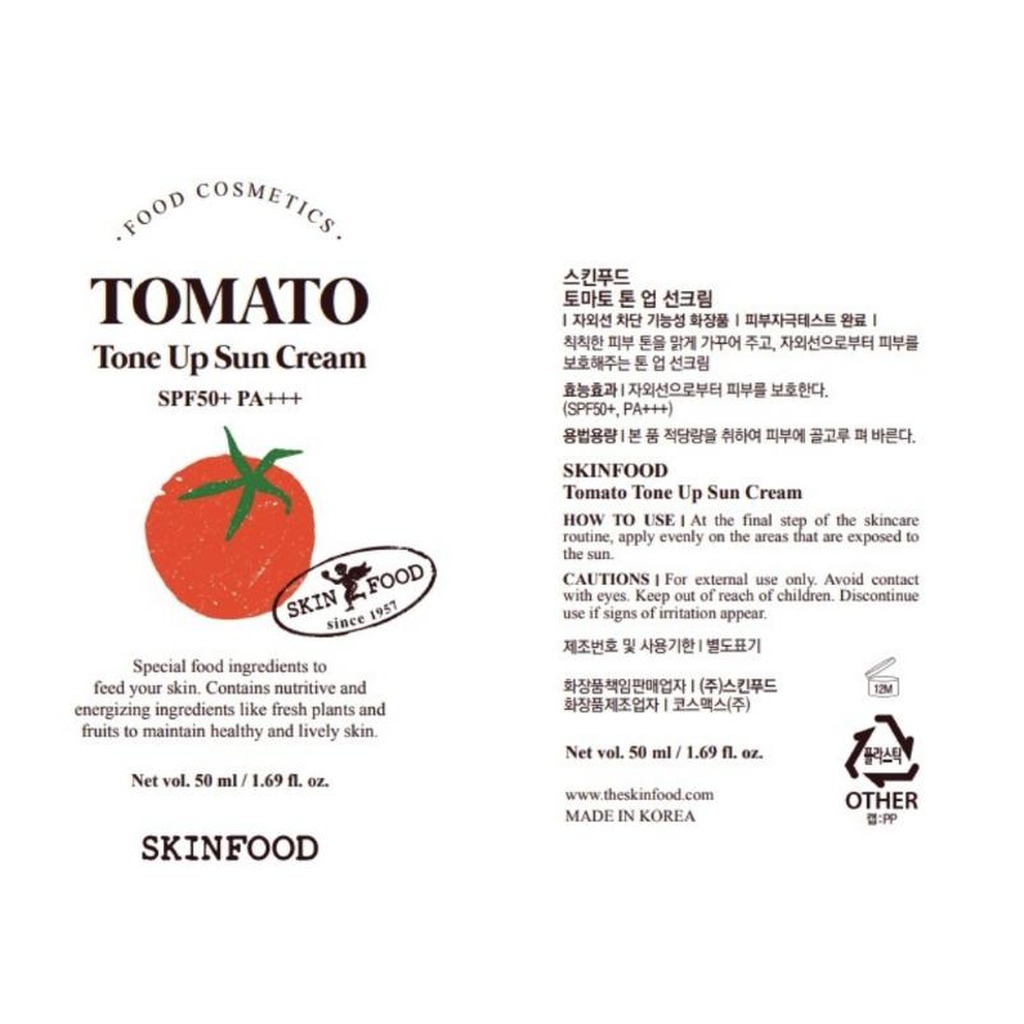 ·FOOD COSMETICS·
TOMATO
Tone Up Sun Cream
SPF50+ PA+++
SKIN FOOD
since 1957
Special food ingredients to
feed your skin. Contains nutritive and
energizing ingredients like fresh plants and
fruits to maintain healthy and lively skin.
Net vol. 50 ml / 1.69 fl. oz.
SKINFOOD
스킨푸드
토마토 톤 업 선크림
| 자외선 차단 기능성 화장품 | 피부자극테스트 완료 |
칙칙한 피부 톤을 맑게 가꾸어 주고, 자외선으로부터 피부를
보호해주는 톤 업 선크림
효능효과 | 자외선으로부터 피부를 보호한다.
(SPF50+, PA+++)
용법용량 | 본 품 적당량을 취하여 피부에 골고루 펴 바른다.
SKINFOOD
Tomato Tone Up Sun Cream
HOW TO USE | At the final step of the skincare
routine, apply evenly on the areas that are exposed to
the sun.
CAUTIONS | For external use only. Avoid contact
with eyes. Keep out of reach of children. Discontinue
use if signs of irritation appear.
제조번호 및 사용기한 | 별도표기
화장품책임판매업자 | (주)스킨푸드
화장품제조업자 | 코스맥스(주)
12M
Net vol. 50 ml / 1.69 fl. oz.
플라스틱
OTHER
캡:PP
www.theskinfood.com
MADE IN KOREA